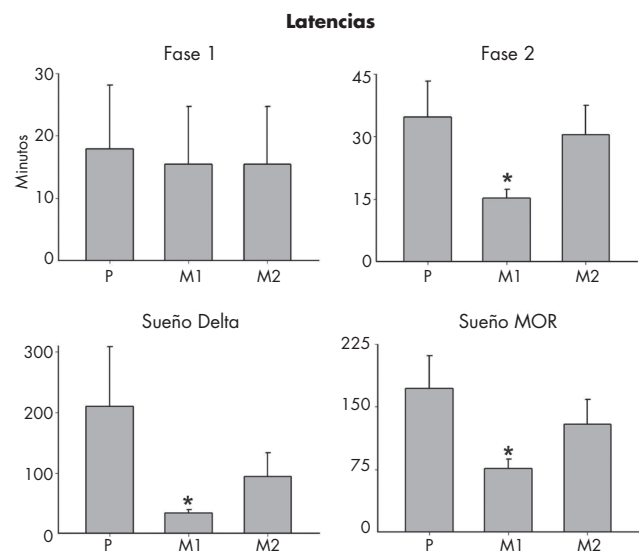 Latencias
Fase 1
30
20
10
0
Minutos
P M1 M2
Fase 2
45
30
15
0
*
P M1 M2
Sueño Delta
300
200
100
0
*
P M1 M2
Sueño MOR
225
150
75
0
*
P M1 M2